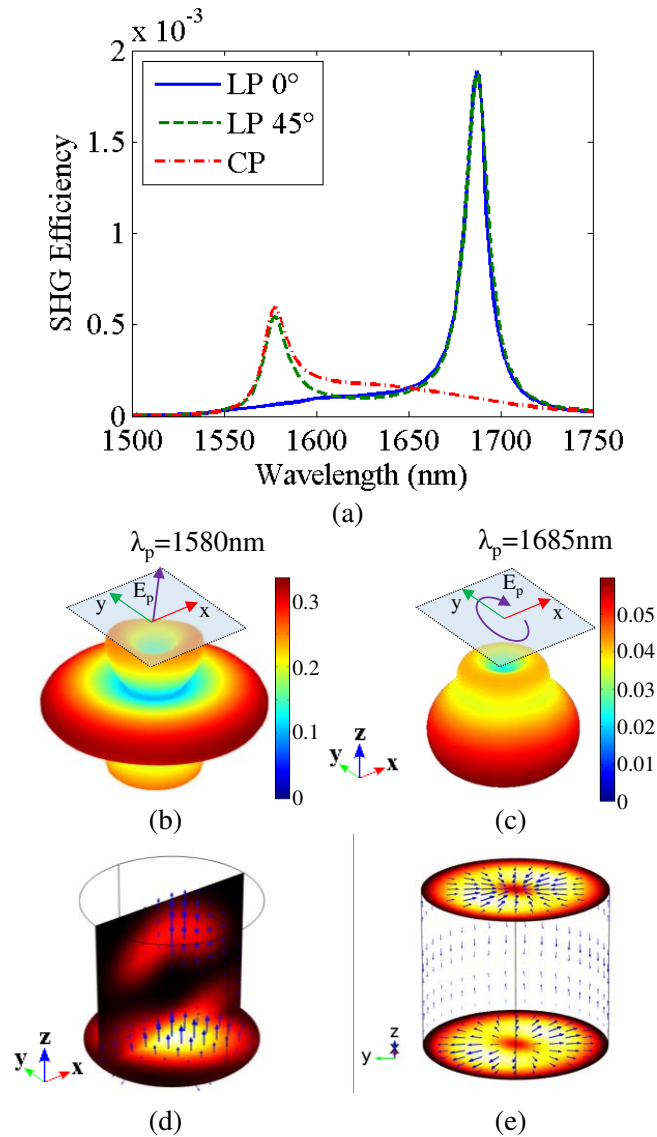 × 10⁻³
2
LP 0°
LP 45°
CP
1.5
1
0.5
0
SHG Efficiency
1500 1550 1600 1650 1700 1750
Wavelength (nm)
(a)
λp=1580nm
λp=1685nm
y Ep x
0.3
0.2
0.1
0
y Ep x
0.05
0.04
0.03
0.02
0.01
0
z
y x
(b)
(c)
z
y x
z
y x
(d)
(e)